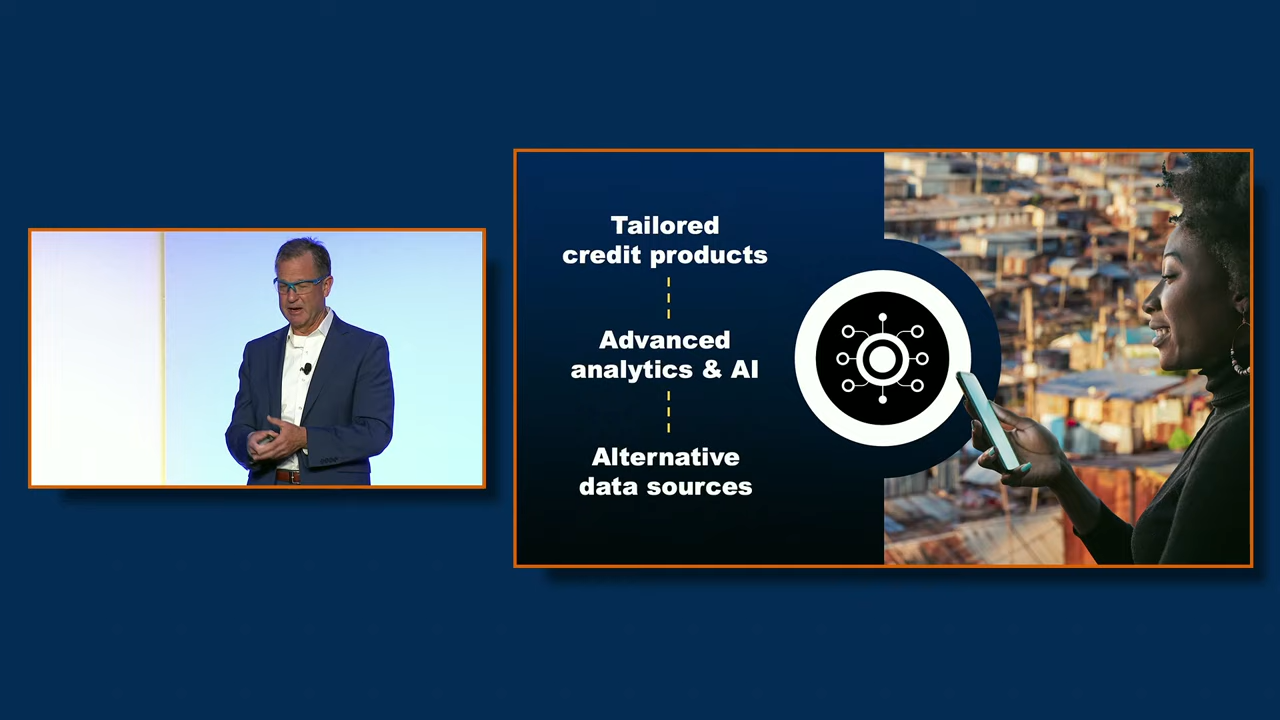 Tailored
credit products
Advanced
analytics & AI
Alternative
data sources